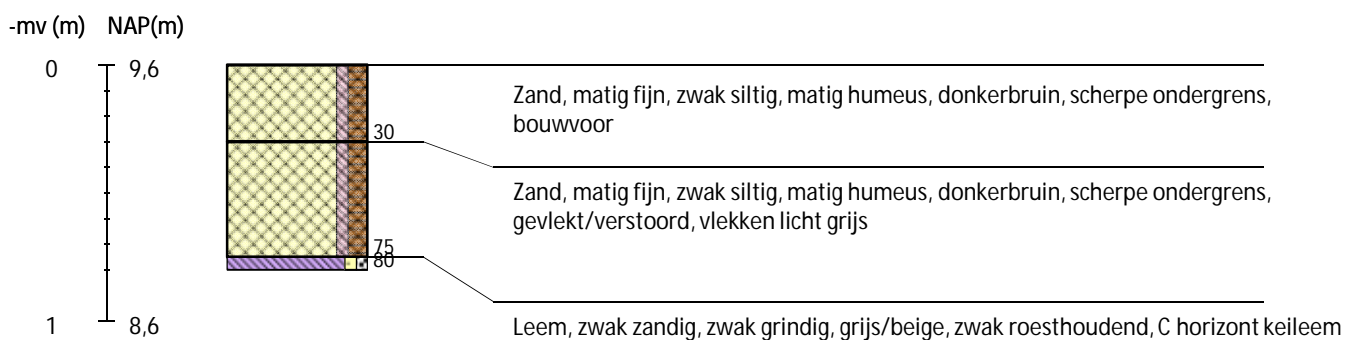 -mv (m) NAP(m)
0 9,6
Zand, matig fijn, zwak siltig, matig humeus, donkerbruin, scherpe ondergrens,
bouwvoor
30
Zand, matig fijn, zwak siltig, matig humeus, donkerbruin, scherpe ondergrens,
gevlekt/verstoord, vlekken licht grijs
75
80
1 8,6
Leem, zwak zandig, zwak grindig, grijs/beige, zwak roesthoudend, C horizont keileem